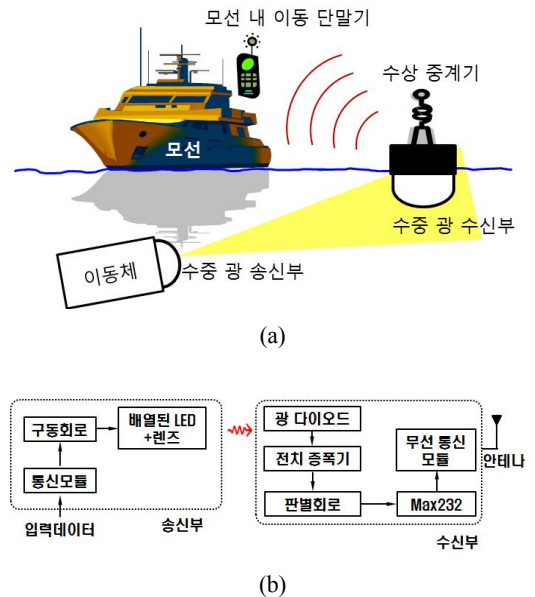 모선 내 이동 단말기
수상 중계기
모선
수중 광 수신부
이동체
수중 광 송신부
(a)
구동회로
배열된 LED
+렌즈
통신모듈
입력데이터
송신부
광 다이오드
전치 증폭기
판별회로
무선 통신
모듈
Max232
안테나
수신부
(b)